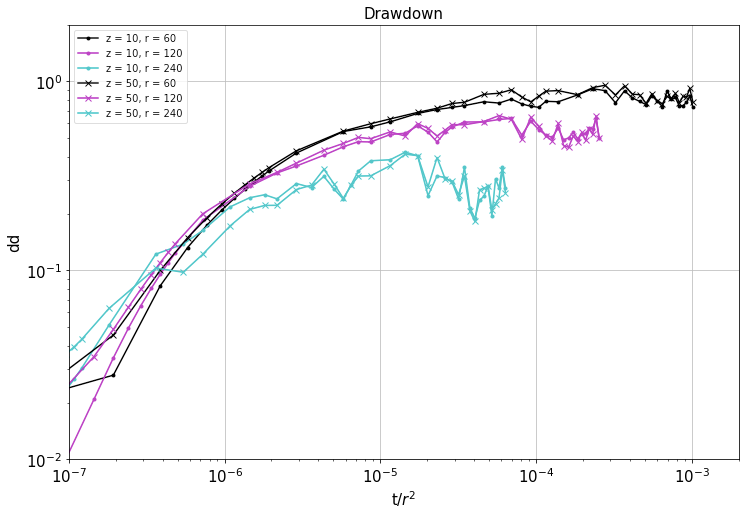 Drawdown
z = 10, r = 60
z = 10, r = 120
z = 10, r = 240
z = 50, r = 60
z = 50, r = 120
z = 50, r = 240
10⁰
10⁻¹
10⁻²
dd
10⁻⁷ 10⁻⁶ 10⁻⁵ 10⁻⁴ 10⁻³
t/r²